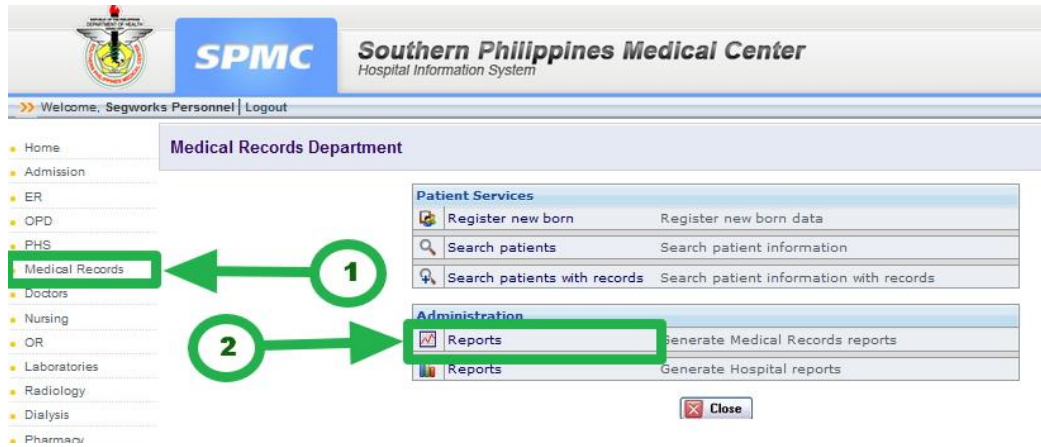 SPMC
Southern Philippines Medical Center
Hospital Information System
Welcome, Segworks Personnel | Logout
Home
Admission
ER
OPD
PHS
Medical Records
Doctors
Nursing
OR
Laboratories
Radiology
Dialysis
Pharmacy
Medical Records Department
Patient Services
Register new born Register new born data
Search patients Search patient information
Search patients with records Search patient information with records
Administration
Reports Generate Medical Records reports
Reports Generate Hospital reports
Close
1
2